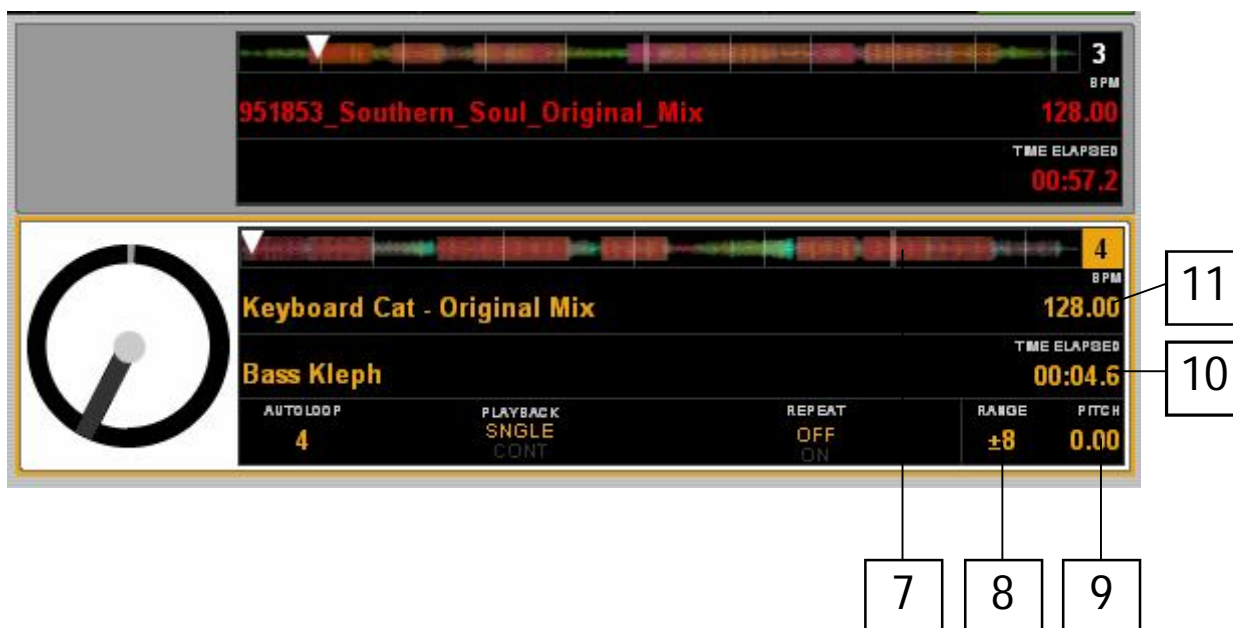 3
BPM
951853_Southern_Soul_Original_Mix 128.00
TIME ELAPSED
00:57.2
4
BPM
Keyboard Cat - Original Mix 128.00
11
TIME ELAPSED
Bass Kleph 00:04.6
10
AUTOLOOP PLAYBACK REPEAT RANGE PITCH
4 SNGLE OFF ±8 0.00
CONT ON
7 8 9